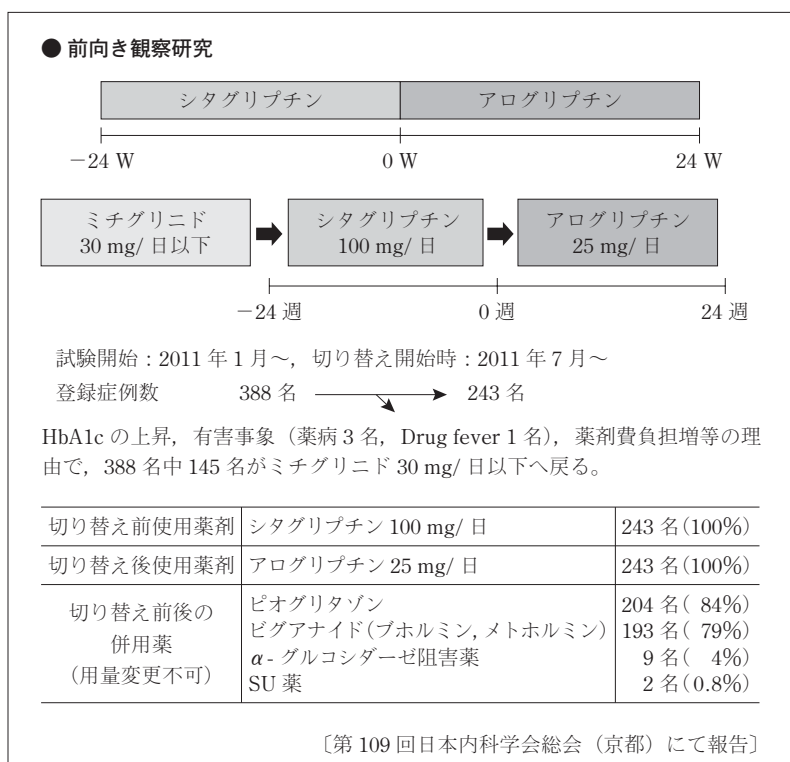 ● 前向き観察研究
シタグリプチン アログリプチン
−24 W 0 W 24 W
ミチグリニド
30 mg/ 日以下
シタグリプチン
100 mg/ 日
アログリプチン
25 mg/ 日
−24 週 0 週 24 週
試験開始:2011 年 1 月〜,切り替え開始時:2011 年 7 月〜
登録症例数 388 名 243 名
HbA1c の上昇,有害事象(薬病 3 名,Drug fever 1 名),薬剤費負担増等の理
由で,388 名中 145 名がミチグリニド 30 mg/ 日以下へ戻る。
切り替え前使用薬剤 シタグリプチン 100 mg/ 日 243 名(100%)
切り替え後使用薬剤 アログリプチン 25 mg/ 日 243 名(100%)
切り替え前後の
併用薬
(用量変更不可)
ピオグリタゾン 204 名( 84%)
ビグアナイド(ブホルミン,メトホルミン) 193 名( 79%)
α- グルコシダーゼ阻害薬 9 名( 4%)
SU 薬 2 名(0.8%)
〔第 109 回日本内科学会総会(京都)にて報告〕